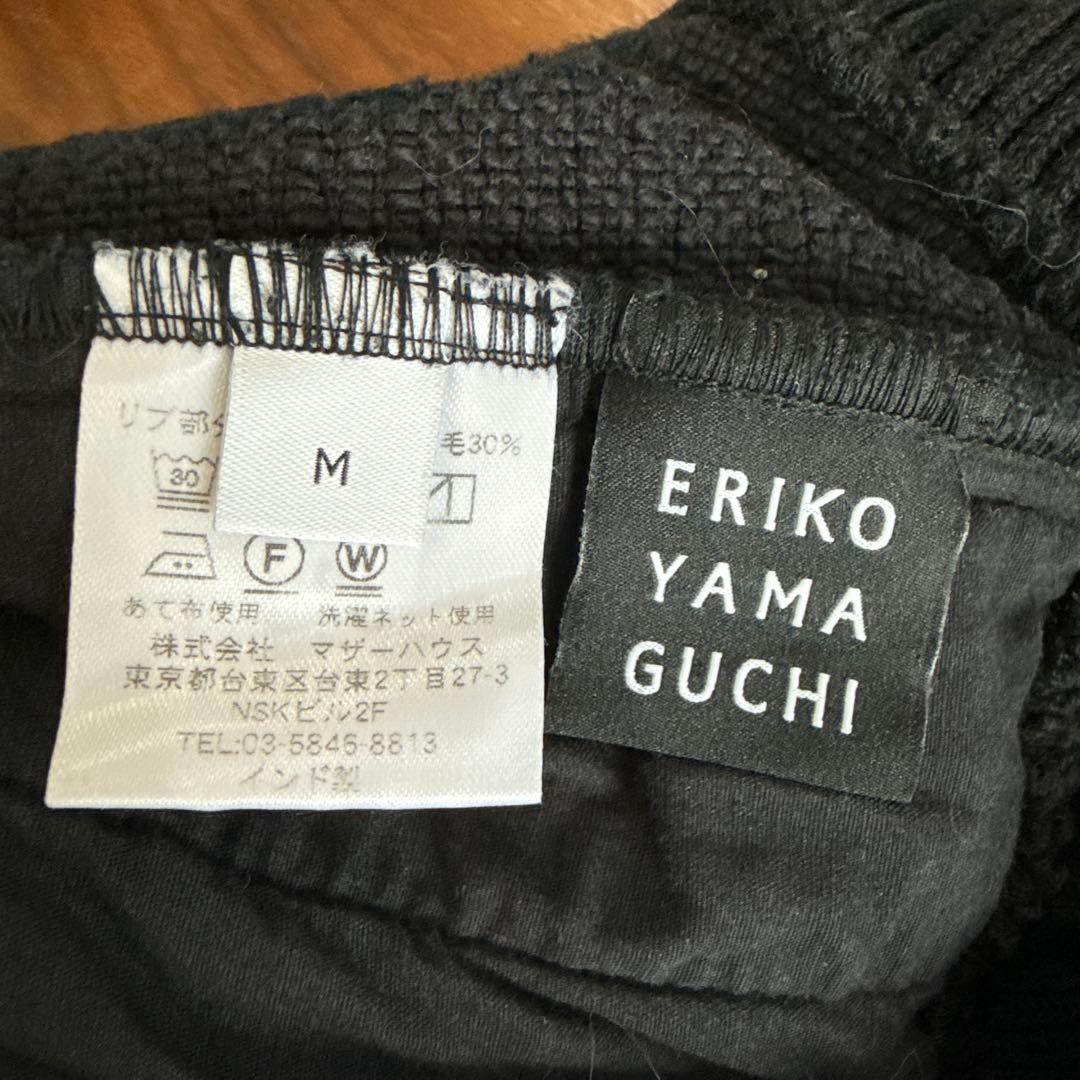 リブ部分
毛30%
M
30
F
W
あて布使用 洗濯ネット使用
株式会社 マザーハウス
東京都台東区台東2丁目27-3
NSKビル2F
TEL:03-5846-8813
インド製
ERIKO
YAMA
GUCHI